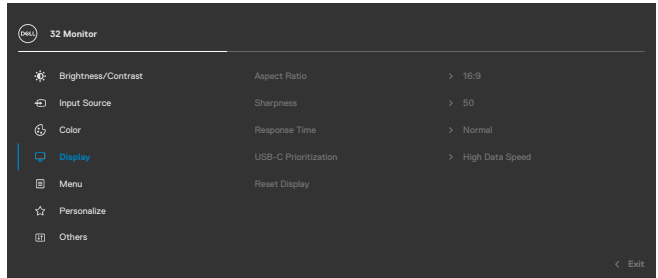 DELL 32 Monitor
Brightness/Contrast Aspect Ratio > 16:9
Input Source Sharpness > 50
Color Response Time > Normal
Display USB-C Prioritization > High Data Speed
Menu Reset Display
Personalize
Others
< Exit